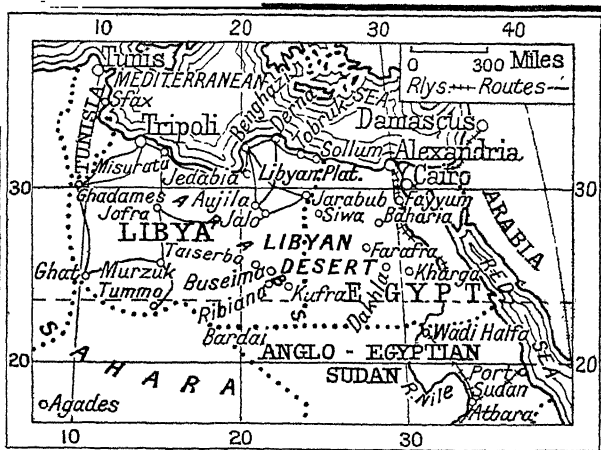 10 20 30 40
Tunis
MEDITERRANEAN
SEA
0 300 Miles
Rlys. Routes
Sfax
TUNISIA
Tripoli
Benghazi
Derna
Tobruk
Damascus
Misuratu
Jedabia
Libyan Plat.
Sollum
Alexandria
30
Cairo
30
Ghadames
Aujila
Jarabub
Fayyum
Jofra
Jalo
Siwa
Baharia
ARABIA
LIBYA
LIBYAN
DESERT
Taiserbo
Farafra
Ghat
Murzuk
Buseima
Kharga
RED
SEA
Tummo
Ribiana
Kufra
EGYPT
Dakhla
Bardai
Wadi Halfa
20
ANGLO-EGYPTIAN
SUDAN
20
SAHARA
R. Nile
Port
Sudan
Agades
Atbara
10 20 30